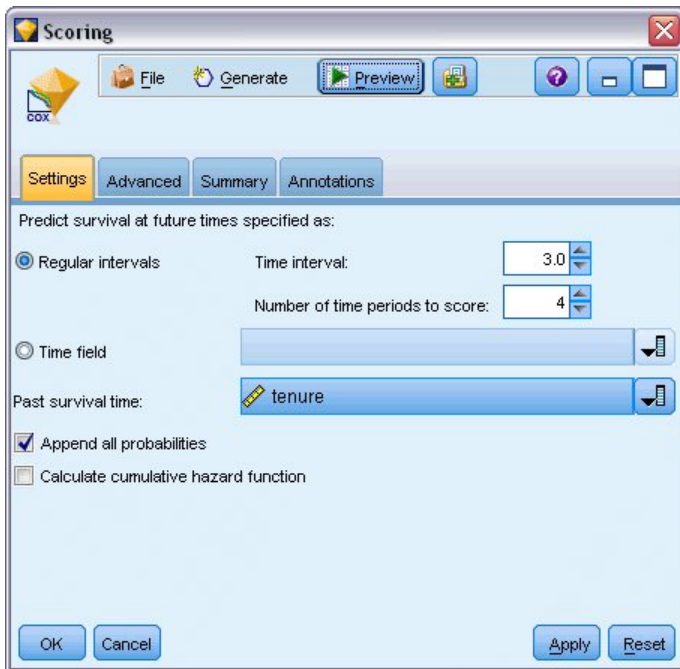 Scoring
File Generate Preview
COX
Settings Advanced Summary Annotations
Predict survival at future times specified as:
Regular intervals Time interval: 3.0
Number of time periods to score: 4
Time field
Past survival time: tenure
Append all probabilities
Calculate cumulative hazard function
OK Cancel Apply Reset